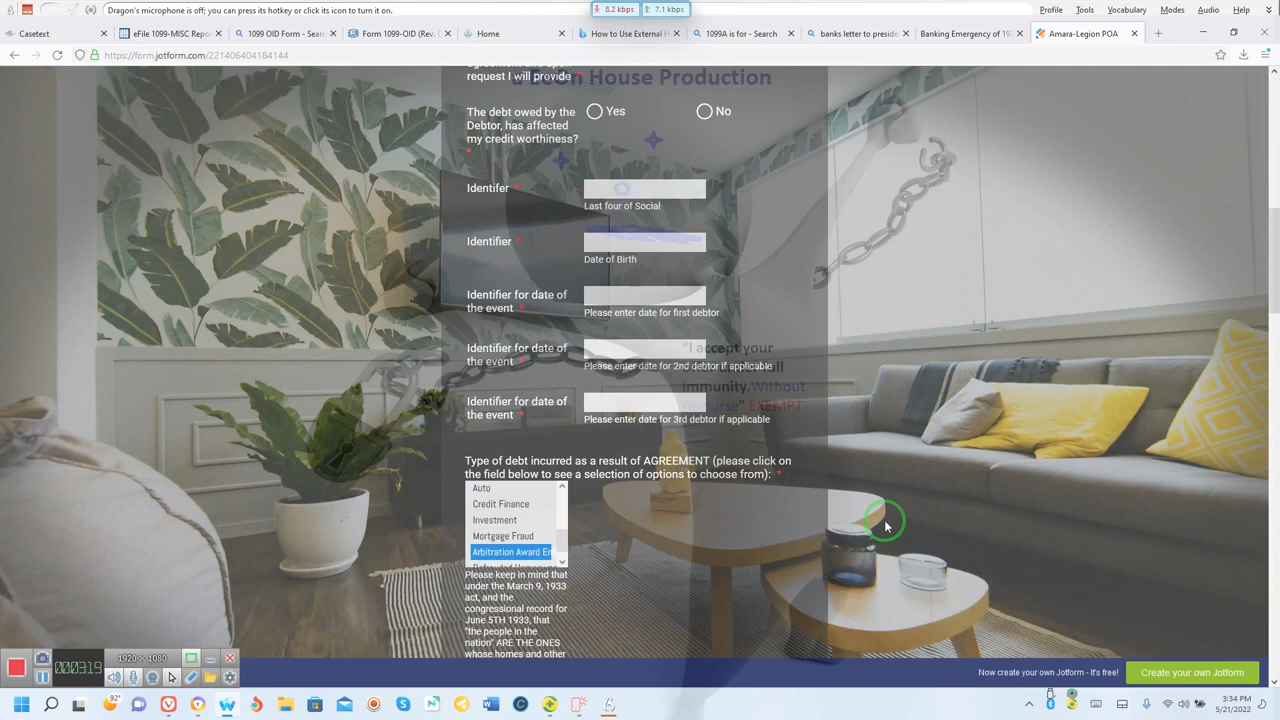 Dragon's microphone is off; you can press its hotkey or click its icon to turn it on.
8.2 kbps
7.1 kbps
Profile Tools Vocabulary Modes Audio Help
Casetext
eFile 1099-MISC Repor
1099 OID Form - Search
Form 1099-OID (Rev. O
Home
How to Use External H
1099A is for - Search
banks letter to preside
Banking Emergency of 193
Amara-Legion POA
https://form.jotform.com/221406404184144
request I will provide *
Loon House Production
The debt owed by the
Debtor, has affected
my credit worthiness?
*
Yes
No
Identifer *
Last four of Social
Identifier *
Date of Birth
Identifier for date of
the event *
Please enter date for first debtor
Identifier for date of
the event *
Please enter date for 2nd debtor if applicable
"I accept your
immunity. Without
EXEMPT
Identifier for date of
the event *
Please enter date for 3rd debtor if applicable
Type of debt incurred as a result of AGREEMENT (please click on
the field below to see a selection of options to choose from): *
Auto
Credit Finance
Investment
Mortgage Fraud
Arbitration Award En
Please keep in mind that
under the March 9, 1933
act, and the
congressional record for
June 5TH 1933, that
"the people in the
nation" ARE THE ONES
whose homes and other
1920 × 1080
Now create your own Jotform - It's free!
Create your own Jotform
92°
3:34 PM
5/21/2022